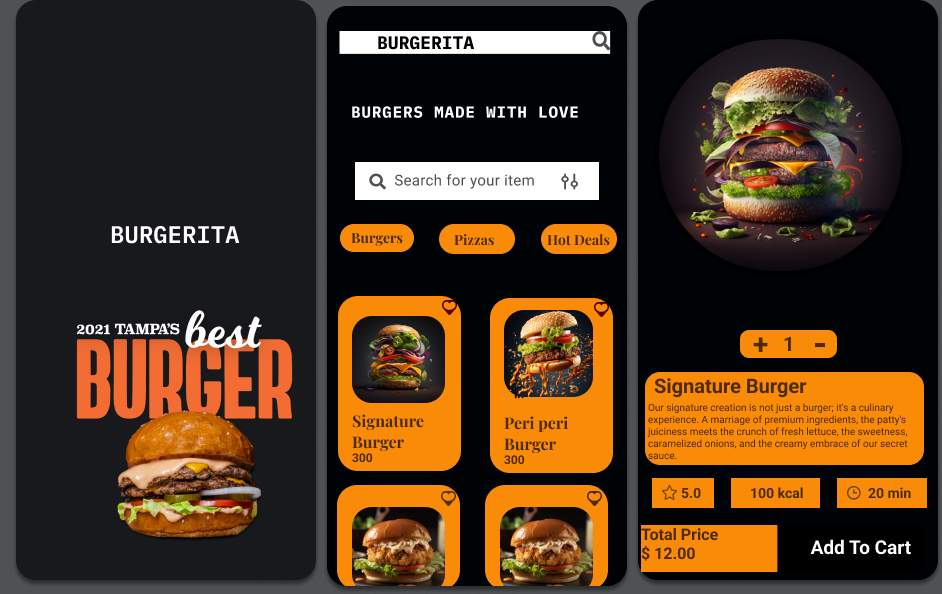 BURGERITA
2021 TAMPA'S best
BURGER
BURGERITA
BURGERS MADE WITH LOVE
Search for your item
Burgers
Pizzas
Hot Deals
Signature
Burger
300
Peri peri
Burger
300
+ 1 -
Signature Burger
Our signature creation is not just a burger; it's a culinary
experience. A marriage of premium ingredients, the patty's
juiciness meets the crunch of fresh lettuce, the sweetness,
caramelized onions, and the creamy embrace of our secret
sauce.
5.0
100 kcal
20 min
Total Price
$ 12.00
Add To Cart